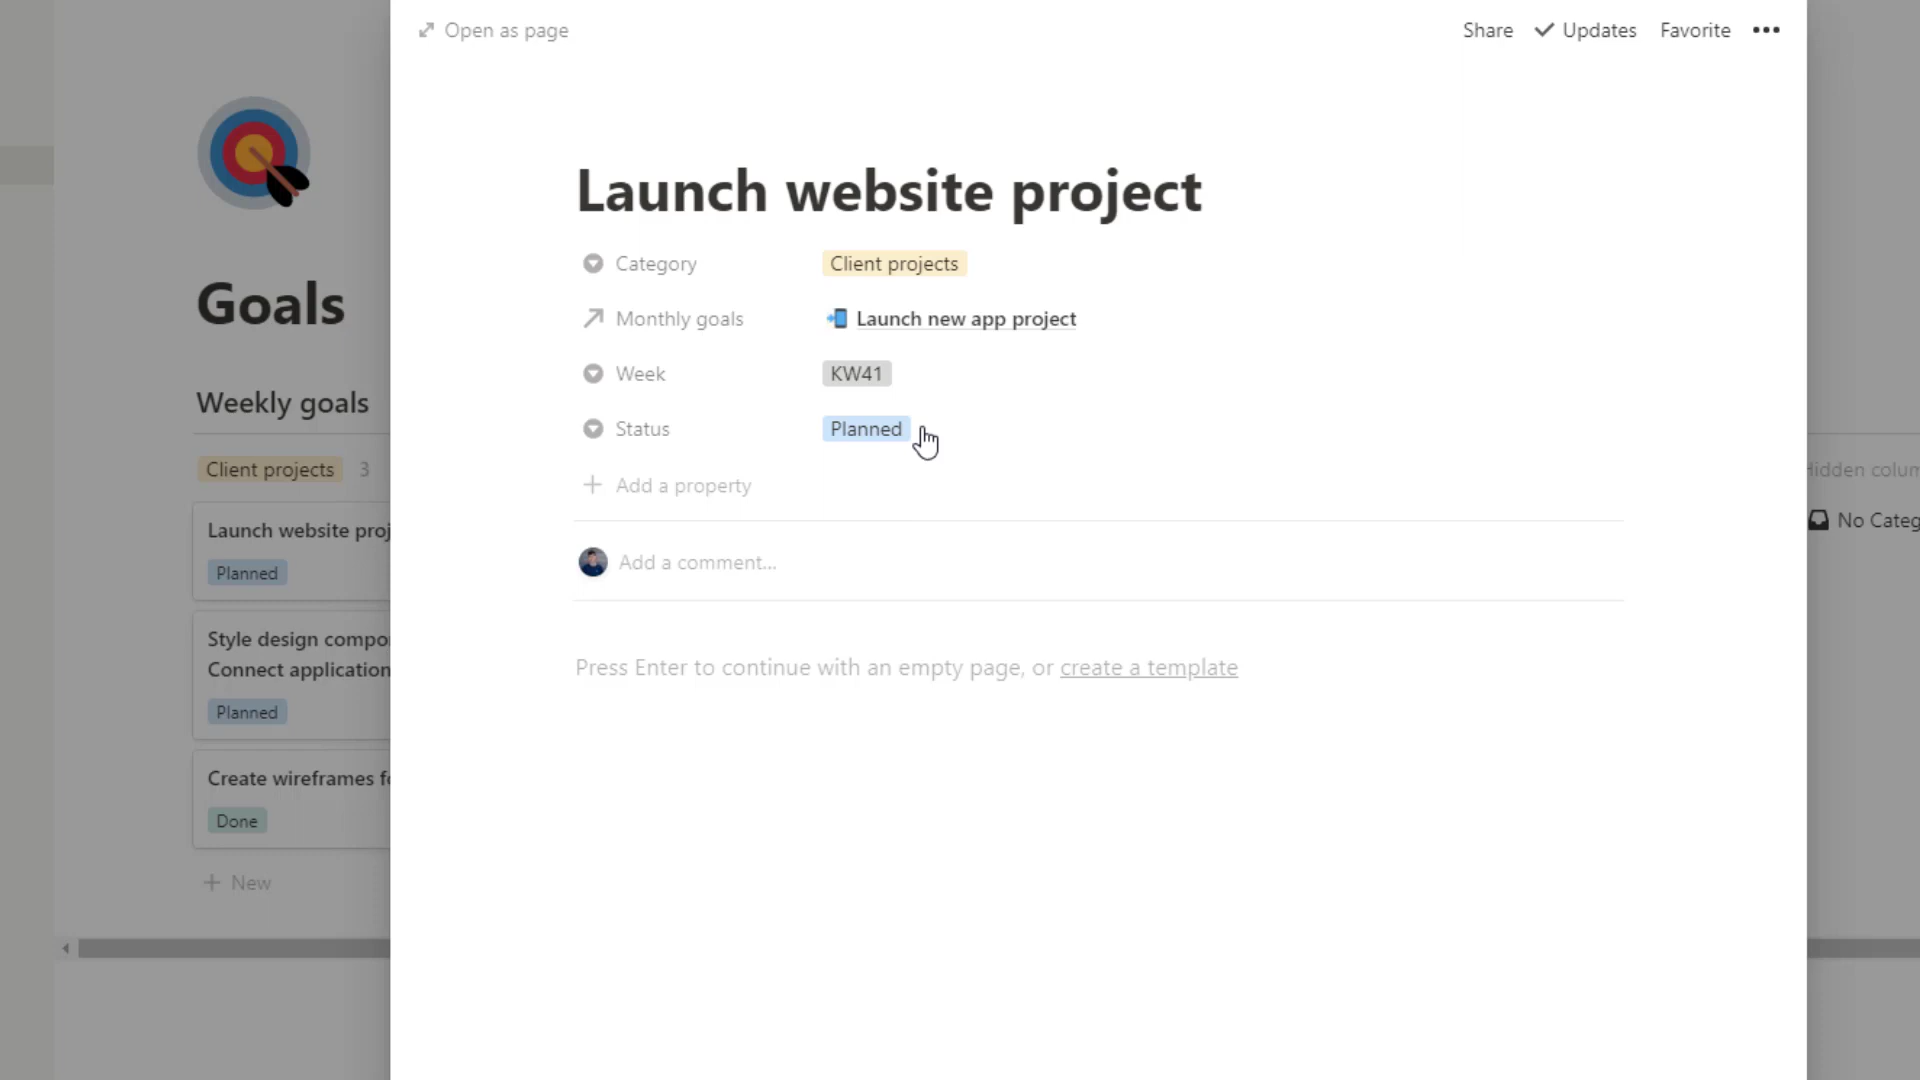 Open as page
Share
Updates
Favorite
Launch website project
Category
Client projects
Monthly goals
Launch new app project
Week
KW41
Status
Planned
Add a property
Add a comment...
Press Enter to continue with an empty page, or create a template
Goals
Weekly goals
Client projects 3
Launch website proj
Planned
Style design compo
Connect application
Planned
Create wireframes fo
Done
New
Hidden colum
No Categ